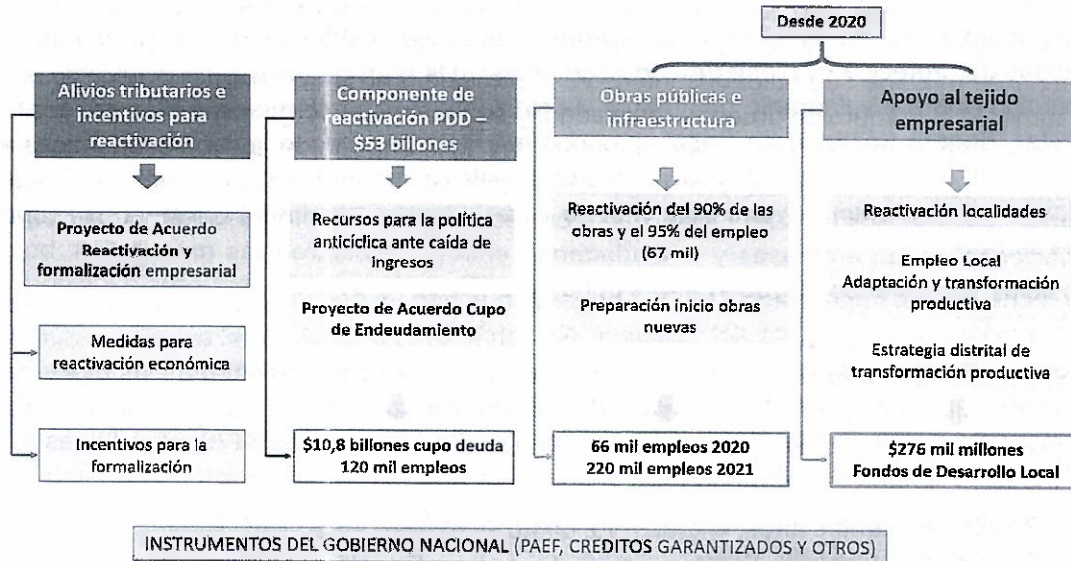 Desde 2020
Alivios tributarios e
incentivos para
reactivación
Proyecto de Acuerdo
Reactivación y
formalización empresarial
Medidas para
reactivación económica
Incentivos para la
formalización
Componente de
reactivación PDD –
$53 billones
Recursos para la política
anticíclica ante caída de
ingresos
Proyecto de Acuerdo Cupo
de Endeudamiento
$10,8 billones cupo deuda
120 mil empleos
Obras públicas e
infraestructura
Reactivación del 90% de las
obras y el 95% del empleo
(67 mil)
Preparación inicio obras
nuevas
66 mil empleos 2020
220 mil empleos 2021
Apoyo al tejido
empresarial
Reactivación localidades
Empleo Local
Adaptación y transformación
productiva
Estrategia distrital de
transformación productiva
$276 mil millones
Fondos de Desarrollo Local
INSTRUMENTOS DEL GOBIERNO NACIONAL (PAEF, CREDITOS GARANTIZADOS Y OTROS)